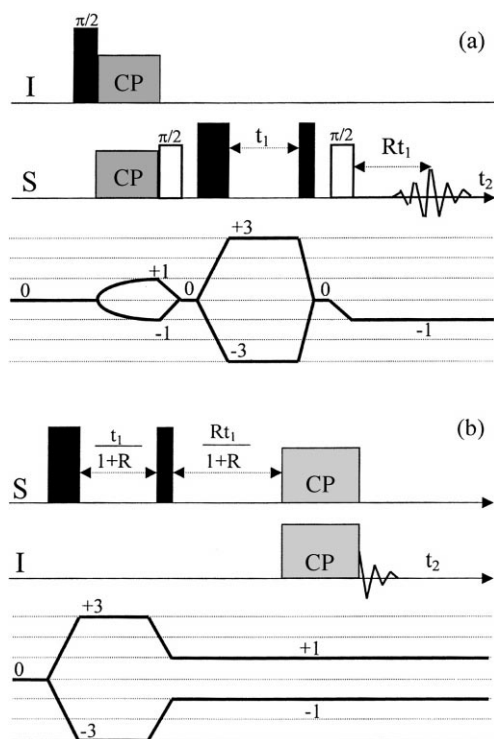 (a)
π/2
I CP
π/2 π/2
S CP t₁ Rt₁ t₂
+3
0 +1 0 0
-1 -1
-3
(b)
t₁/1+R Rt₁/1+R
S CP
I CP t₂
+3
0 +1
-1
-3